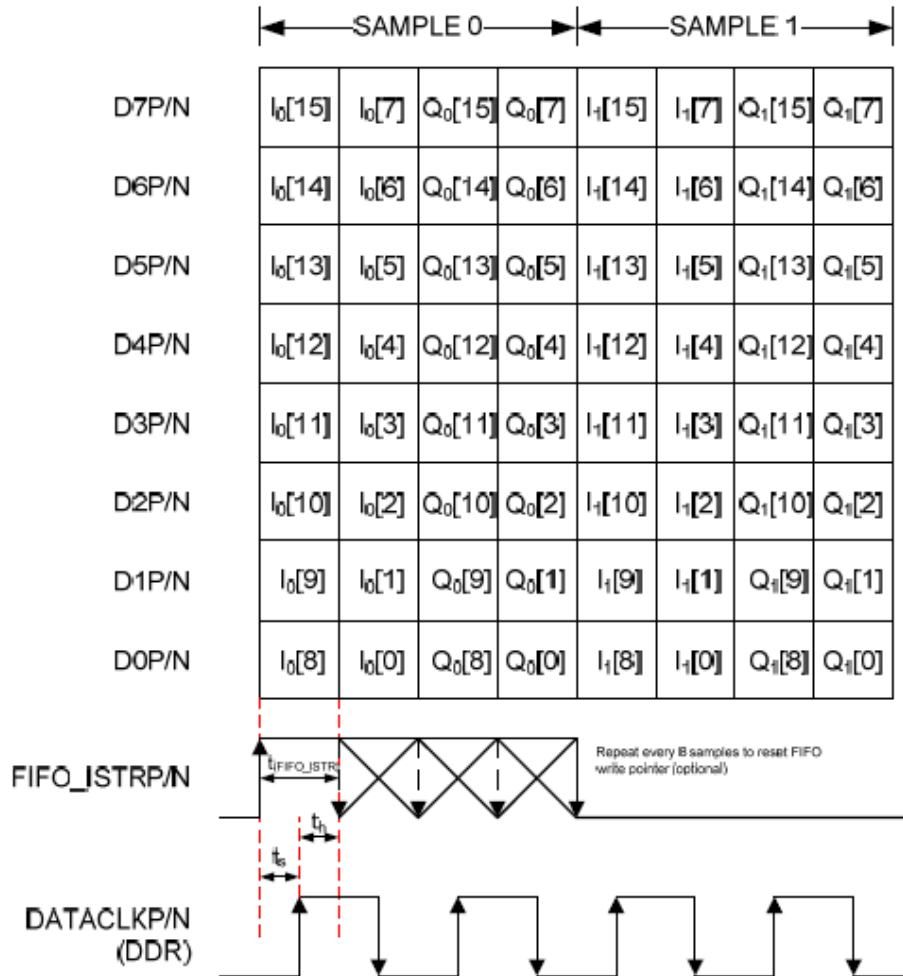 SAMPLE 0 SAMPLE 1
D7P/N I₀[15] I₀[7] Q₀[15] Q₀[7] I₁[15] I₁[7] Q₁[15] Q₁[7]
D6P/N I₀[14] I₀[6] Q₀[14] Q₀[6] I₁[14] I₁[6] Q₁[14] Q₁[6]
D5P/N I₀[13] I₀[5] Q₀[13] Q₀[5] I₁[13] I₁[5] Q₁[13] Q₁[5]
D4P/N I₀[12] I₀[4] Q₀[12] Q₀[4] I₁[12] I₁[4] Q₁[12] Q₁[4]
D3P/N I₀[11] I₀[3] Q₀[11] Q₀[3] I₁[11] I₁[3] Q₁[11] Q₁[3]
D2P/N I₀[10] I₀[2] Q₀[10] Q₀[2] I₁[10] I₁[2] Q₁[10] Q₁[2]
D1P/N I₀[9] I₀[1] Q₀[9] Q₀[1] I₁[9] I₁[1] Q₁[9] Q₁[1]
D0P/N I₀[8] I₀[0] Q₀[8] Q₀[0] I₁[8] I₁[0] Q₁[8] Q₁[0]
FIFO_ISTRP/N t(FIFO_ISTR)
Repeat every 8 samples to reset FIFO
write pointer (optional)
th
ts
DATACLKP/N
(DDR)